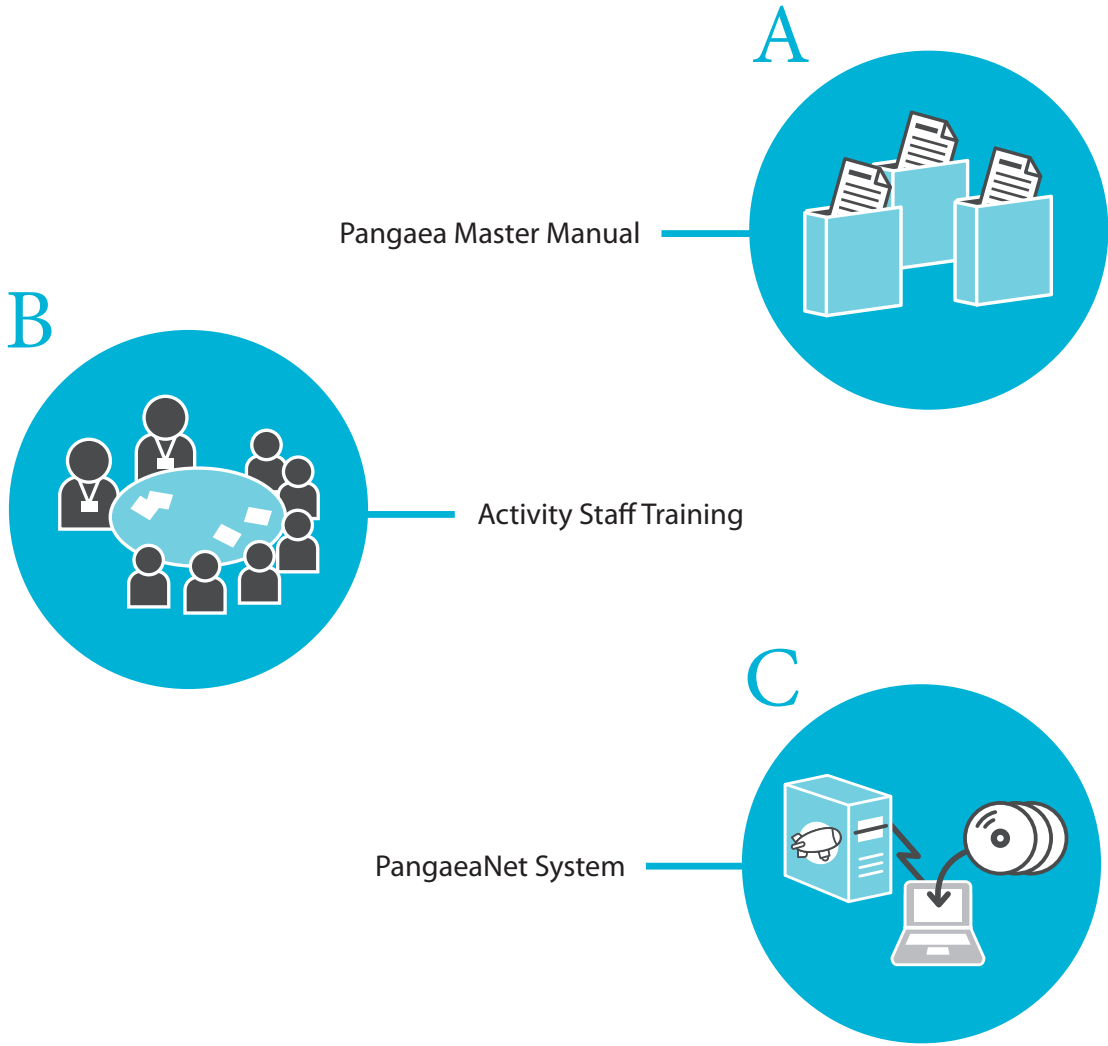 A
Pangaea Master Manual
B
Activity Staff Training
C
PangaeaNet System